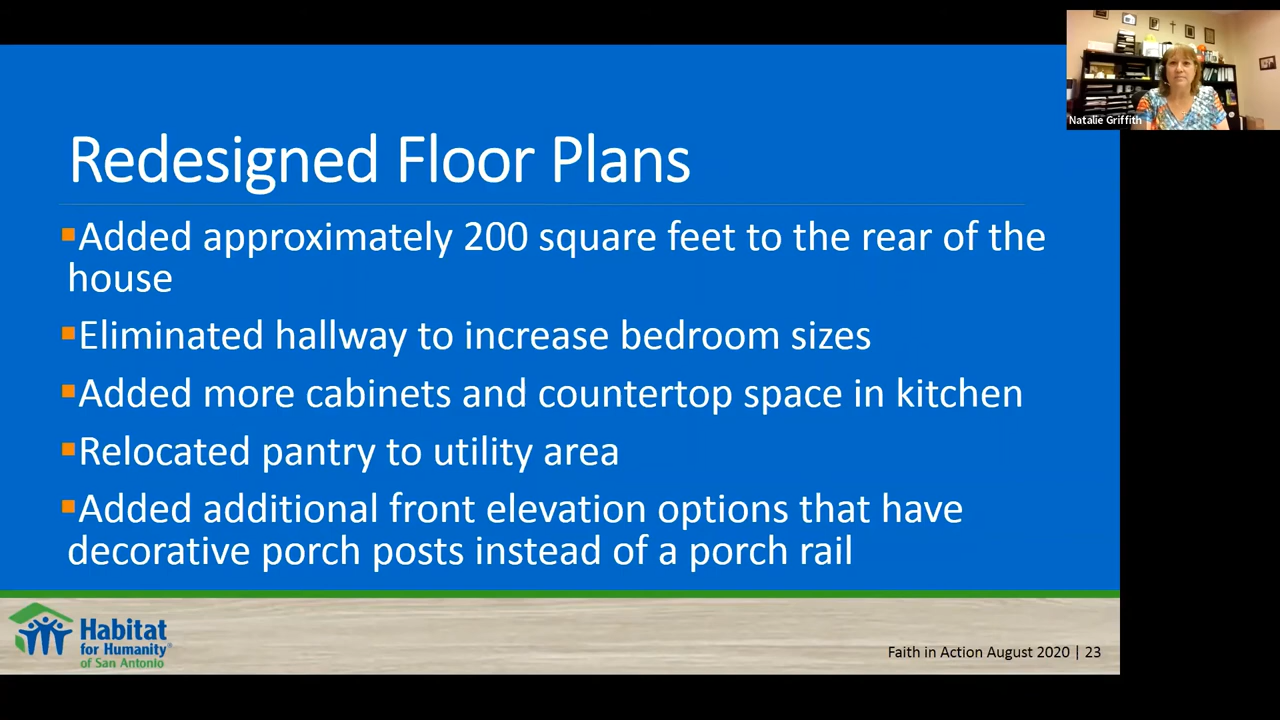 Natalie Griffith
Redesigned Floor Plans
▪Added approximately 200 square feet to the rear of the
house
▪Eliminated hallway to increase bedroom sizes
▪Added more cabinets and countertop space in kitchen
▪Relocated pantry to utility area
▪Added additional front elevation options that have
decorative porch posts instead of a porch rail
Habitat
for Humanity®
of San Antonio
Faith in Action August 2020 | 23